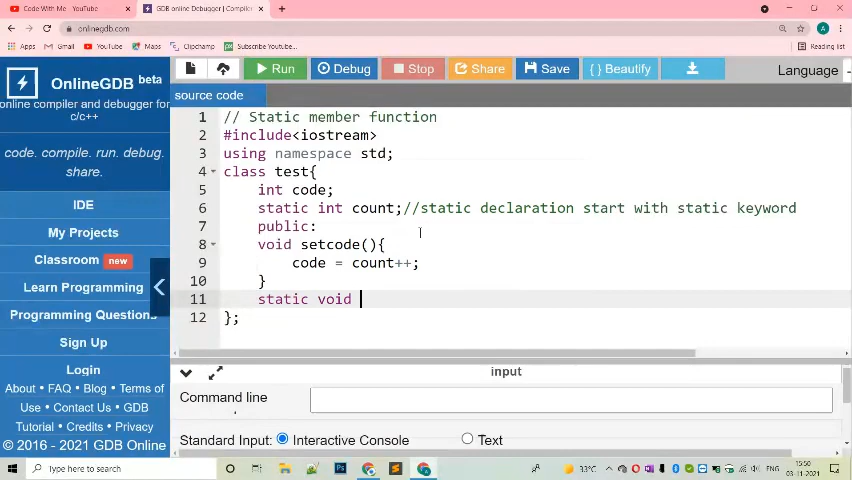 Code With Me - YouTube
GDB online Debugger | Compiler
onlinegdb.com
A
Apps
Gmail
YouTube
Maps
Clipchamp
Subscribe Youtube...
Reading list
OnlineGDB beta
online compiler and debugger for
c/c++
code. compile. run. debug.
share.
IDE
My Projects
Classroom new
Learn Programming
Programming Questions
Sign Up
Login
About • FAQ • Blog • Terms of
Use • Contact Us • GDB
Tutorial • Credits • Privacy
© 2016 - 2021 GDB Online
Run
Debug
Stop
Share
Save
{ } Beautify
Language
source code
1 // Static member function
2 #include<iostream>
3 using namespace std;
4 class test{
5 int code;
6 static int count;//static declaration start with static keyword
7 public:
8 void setcode(){
9 code = count++;
10 }
11 static void
12 };
input
Command line
Standard Input: Interactive Console Text
Type here to search
33°C
ENG
15:50
03-11-2021